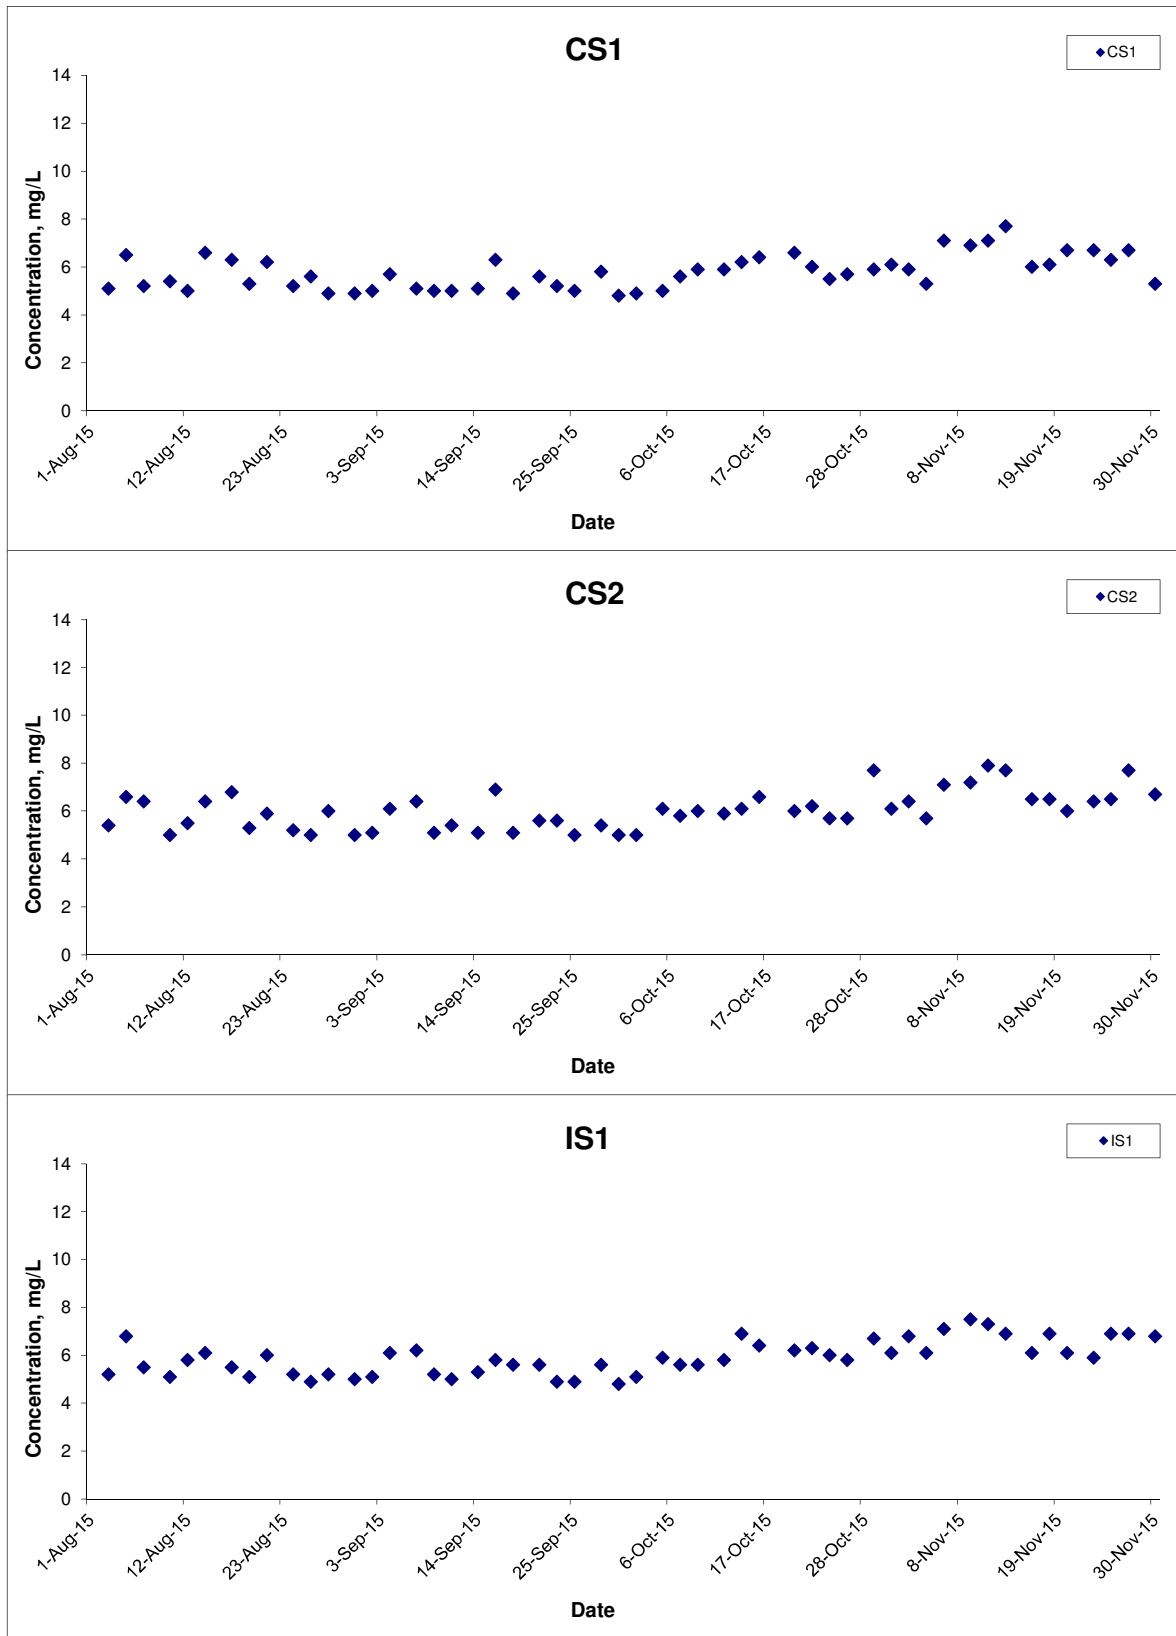 CS1
CS1
14
12
10
8
6
4
2
0
Concentration, mg/L
1-Aug-15
12-Aug-15
23-Aug-15
3-Sep-15
14-Sep-15
25-Sep-15
6-Oct-15
17-Oct-15
28-Oct-15
8-Nov-15
19-Nov-15
30-Nov-15
Date
CS2
CS2
14
12
10
8
6
4
2
0
Concentration, mg/L
1-Aug-15
12-Aug-15
23-Aug-15
3-Sep-15
14-Sep-15
25-Sep-15
6-Oct-15
17-Oct-15
28-Oct-15
8-Nov-15
19-Nov-15
30-Nov-15
Date
IS1
IS1
14
12
10
8
6
4
2
0
Concentration, mg/L
1-Aug-15
12-Aug-15
23-Aug-15
3-Sep-15
14-Sep-15
25-Sep-15
6-Oct-15
17-Oct-15
28-Oct-15
8-Nov-15
19-Nov-15
30-Nov-15
Date